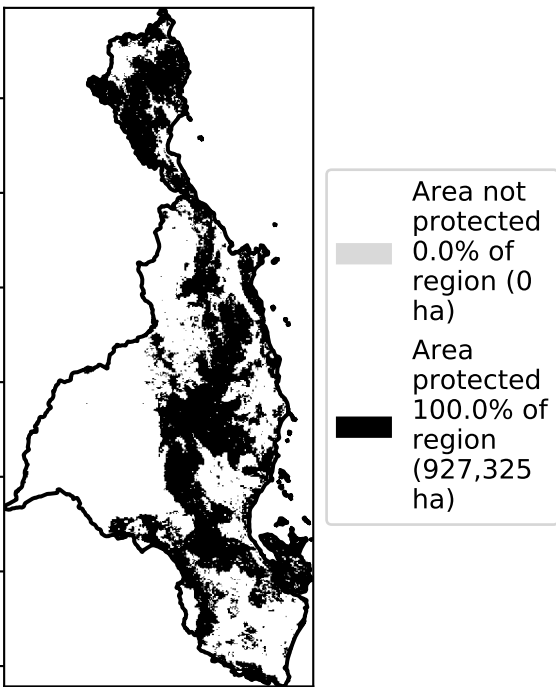 Area not
protected
0.0% of
region (0
ha)
Area
protected
100.0% of
region
(927,325
ha)